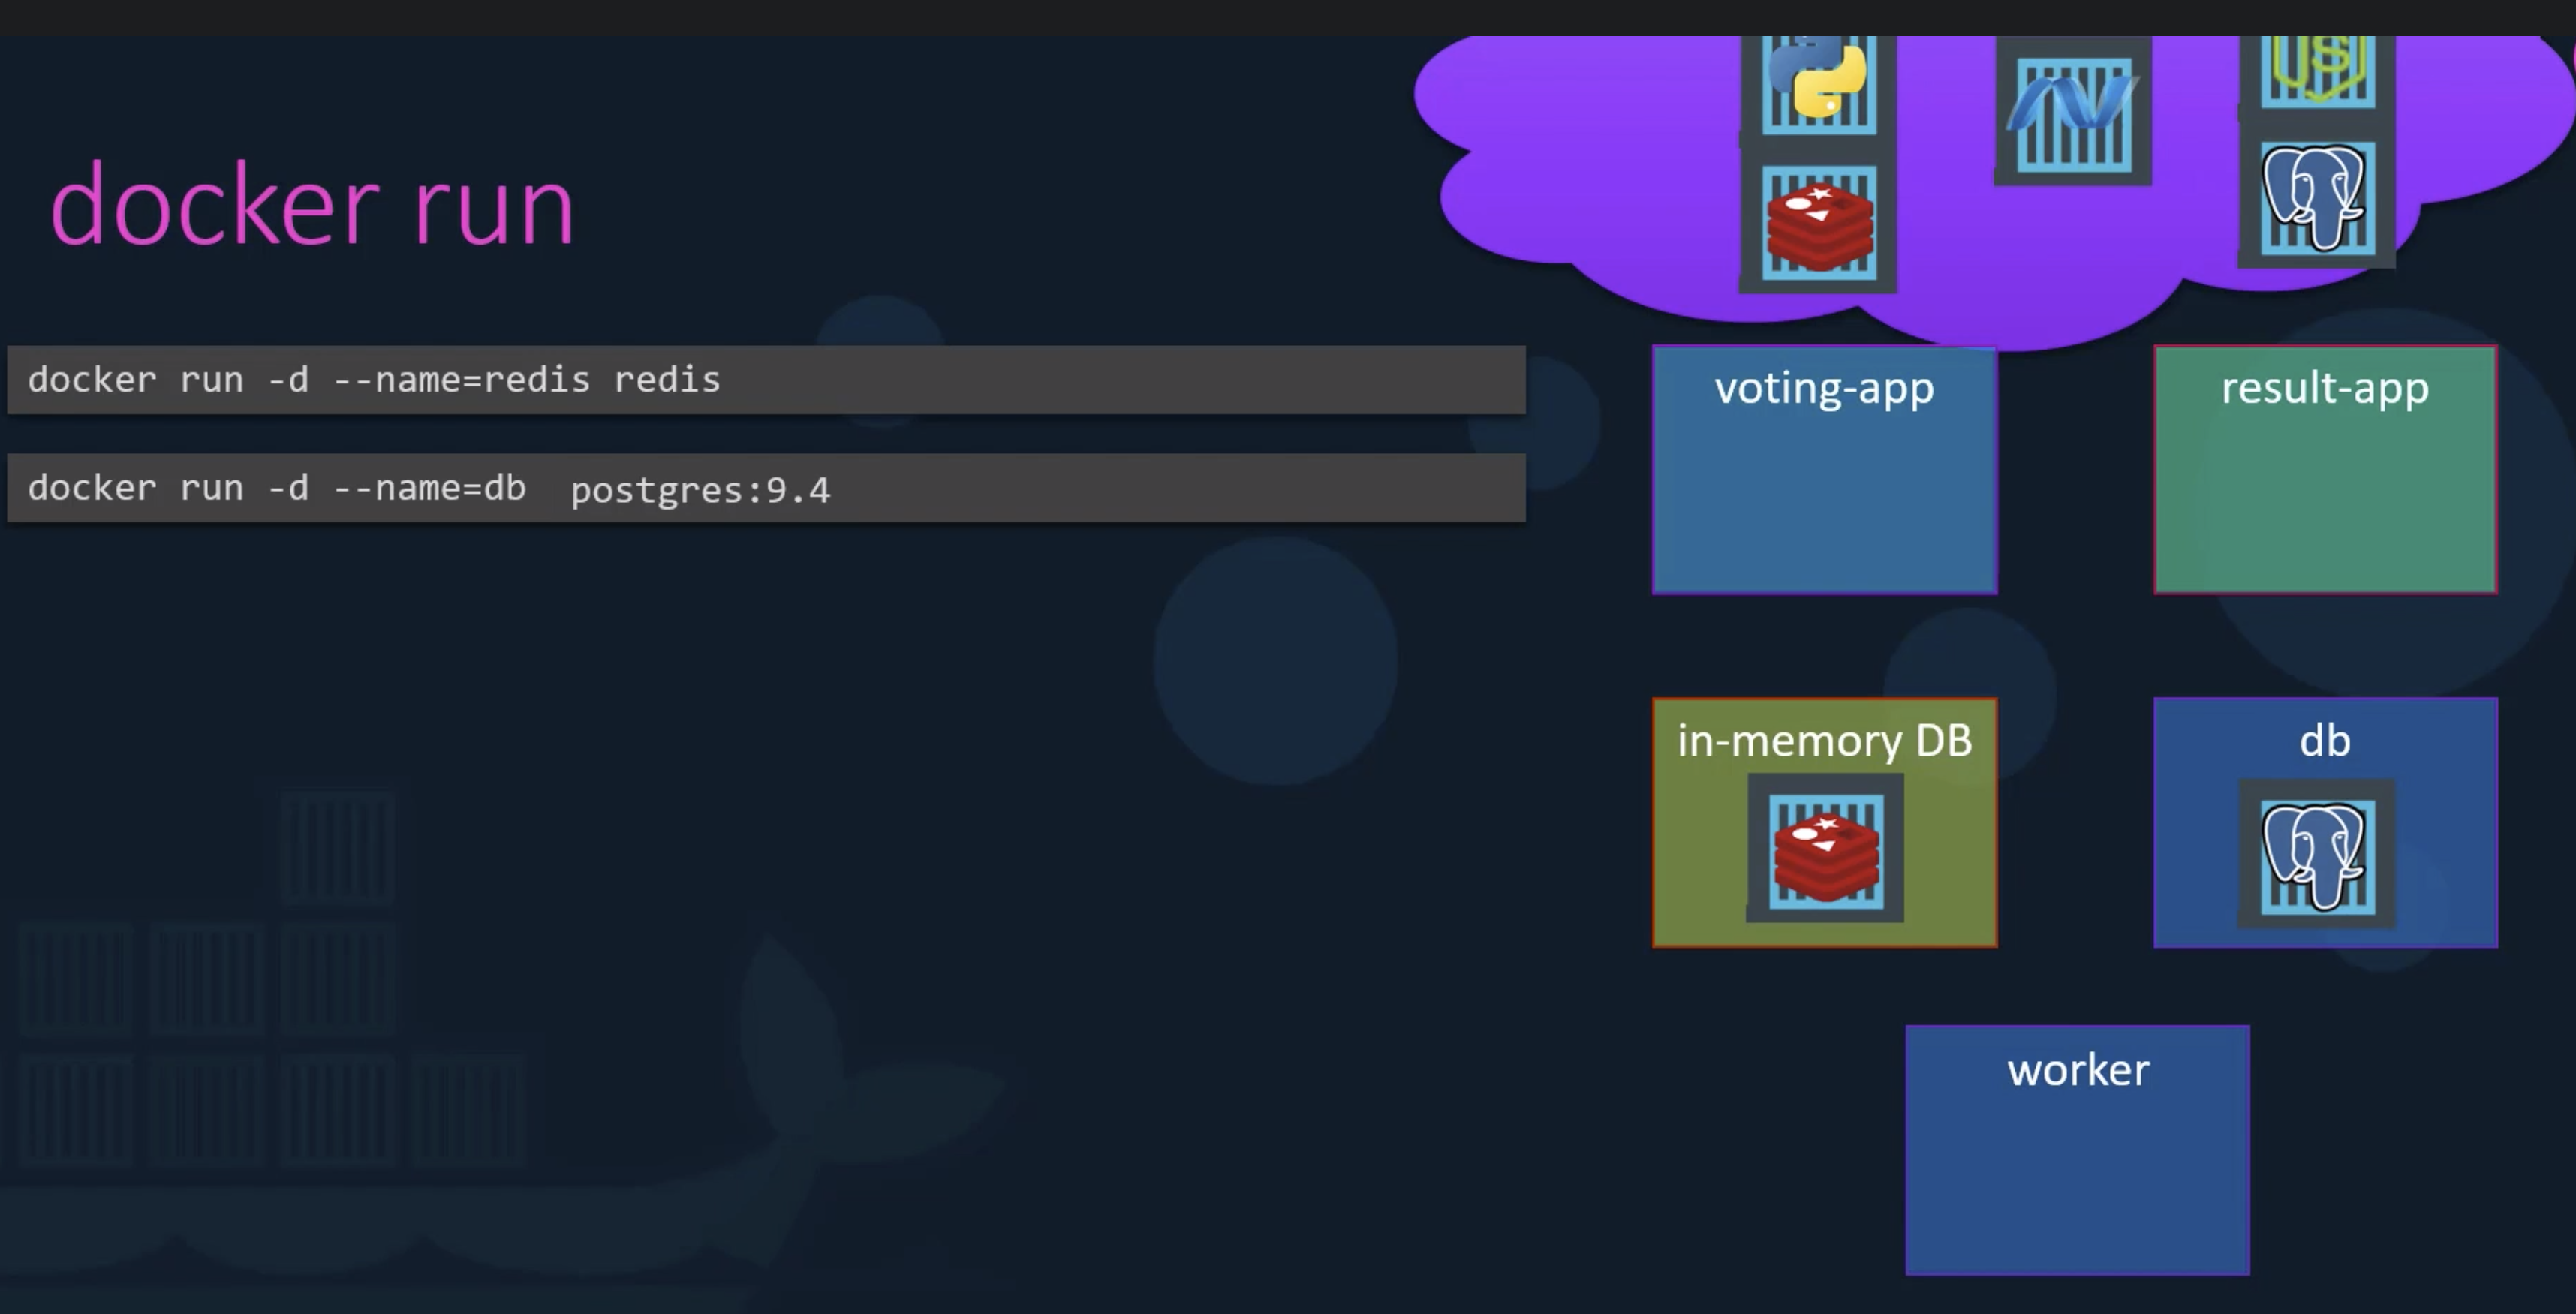 docker run
docker run -d --name=redis redis
docker run -d --name=db postgres:9.4
JS
voting-app
result-app
in-memory DB
db
worker